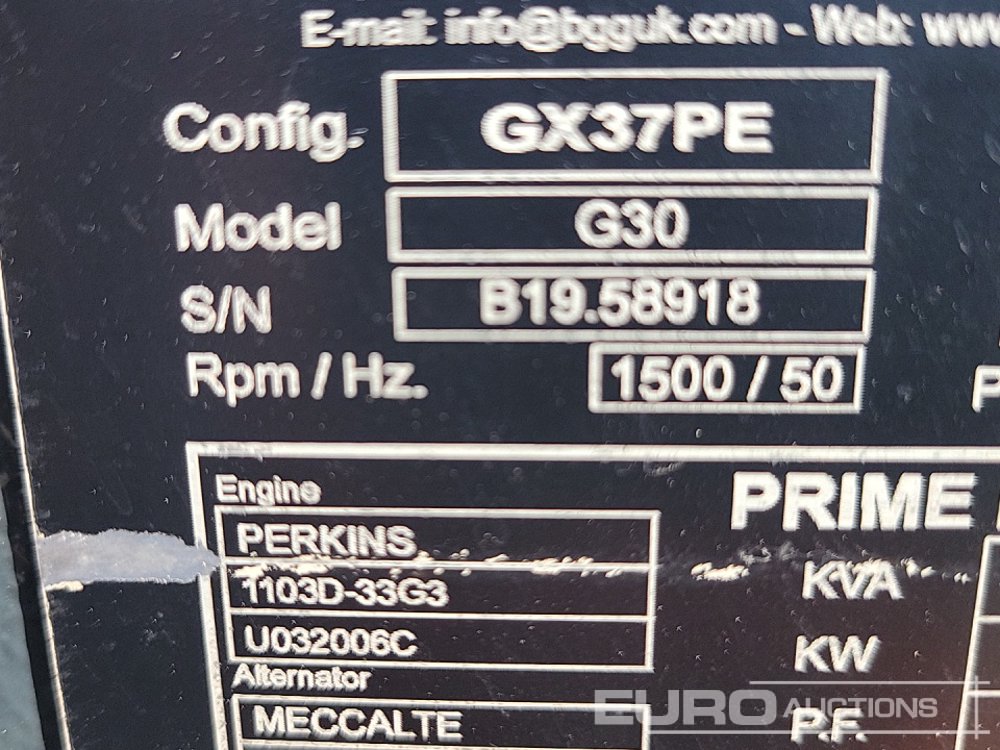 E-mail: info@bgguk.com - Web: www
Config. GX37PE
Model G30
S/N B19.58918
Rpm / Hz. 1500 / 50
P
Engine
PRIME
PERKINS
1103D-33G3
KVA
U032006C
KW
Alternator
MECCALTE
P.F.
EURO AUCTIONS